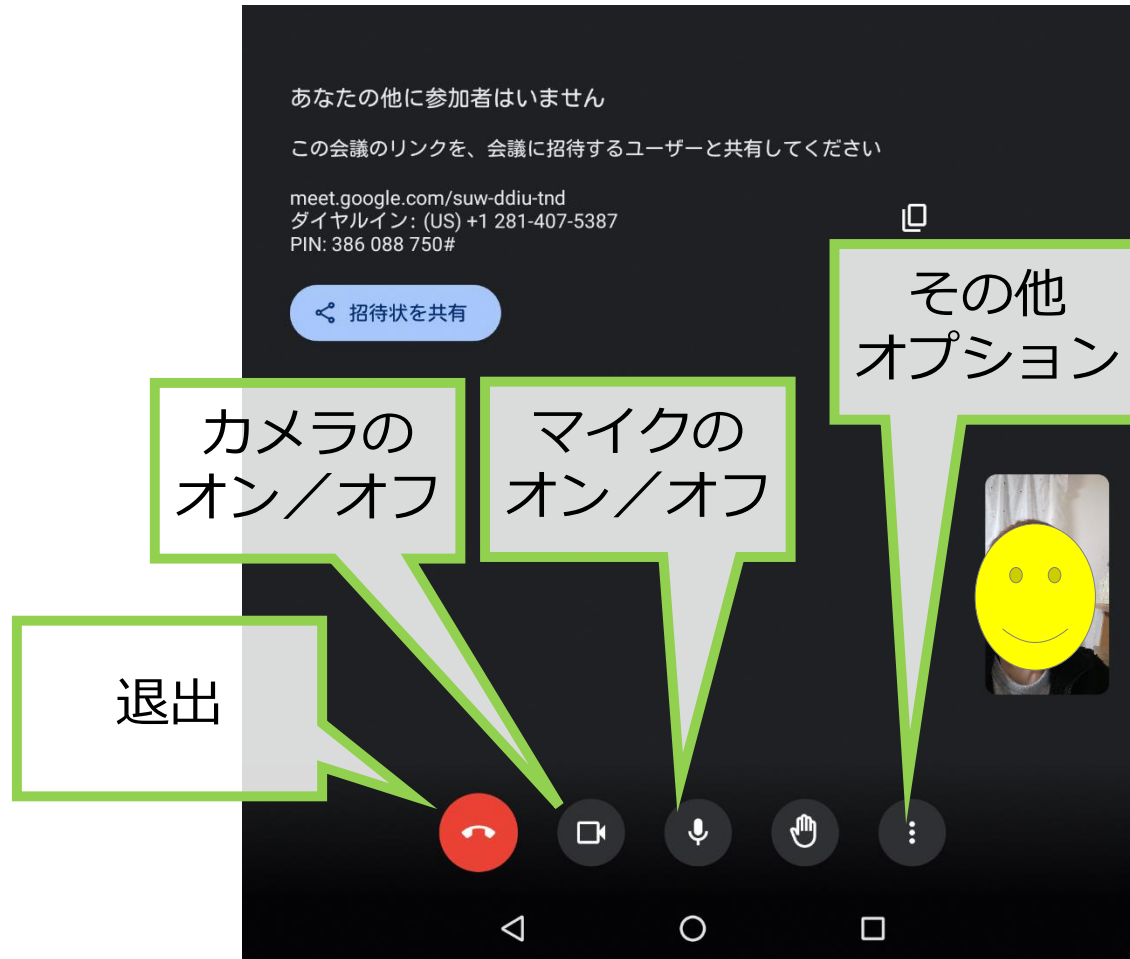 あなたの他に参加者はいません
この会議のリンクを、会議に招待するユーザーと共有してください
meet.google.com/suw-ddiu-tnd
ダイヤルイン: (US) +1 281-407-5387
PIN: 386 088 750#
招待状を共有
その他
オプション
カメラの
オン／オフ
マイクの
オン／オフ
退出